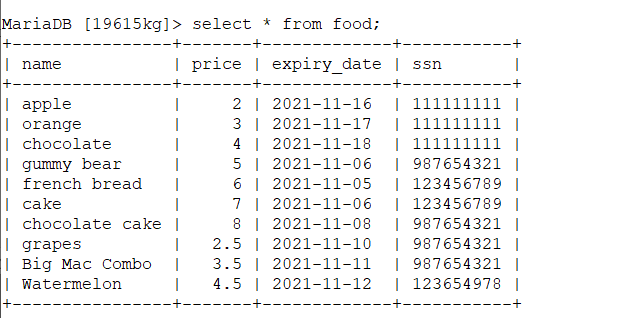 MariaDB [19615kg]> select * from food;
+----------------+-------+-------------+-----------+
| name           | price | expiry_date | ssn       |
+----------------+-------+-------------+-----------+
| apple          |     2 | 2021-11-16  | 111111111 |
| orange         |     3 | 2021-11-17  | 111111111 |
| chocolate      |     4 | 2021-11-18  | 111111111 |
| gummy bear     |     5 | 2021-11-06  | 987654321 |
| french bread   |     6 | 2021-11-05  | 123456789 |
| cake           |     7 | 2021-11-06  | 123456789 |
| chocolate cake |     8 | 2021-11-08  | 987654321 |
| grapes         |   2.5 | 2021-11-10  | 987654321 |
| Big Mac Combo  |   3.5 | 2021-11-11  | 987654321 |
| Watermelon     |   4.5 | 2021-11-12  | 123654978 |
+----------------+-------+-------------+-----------+